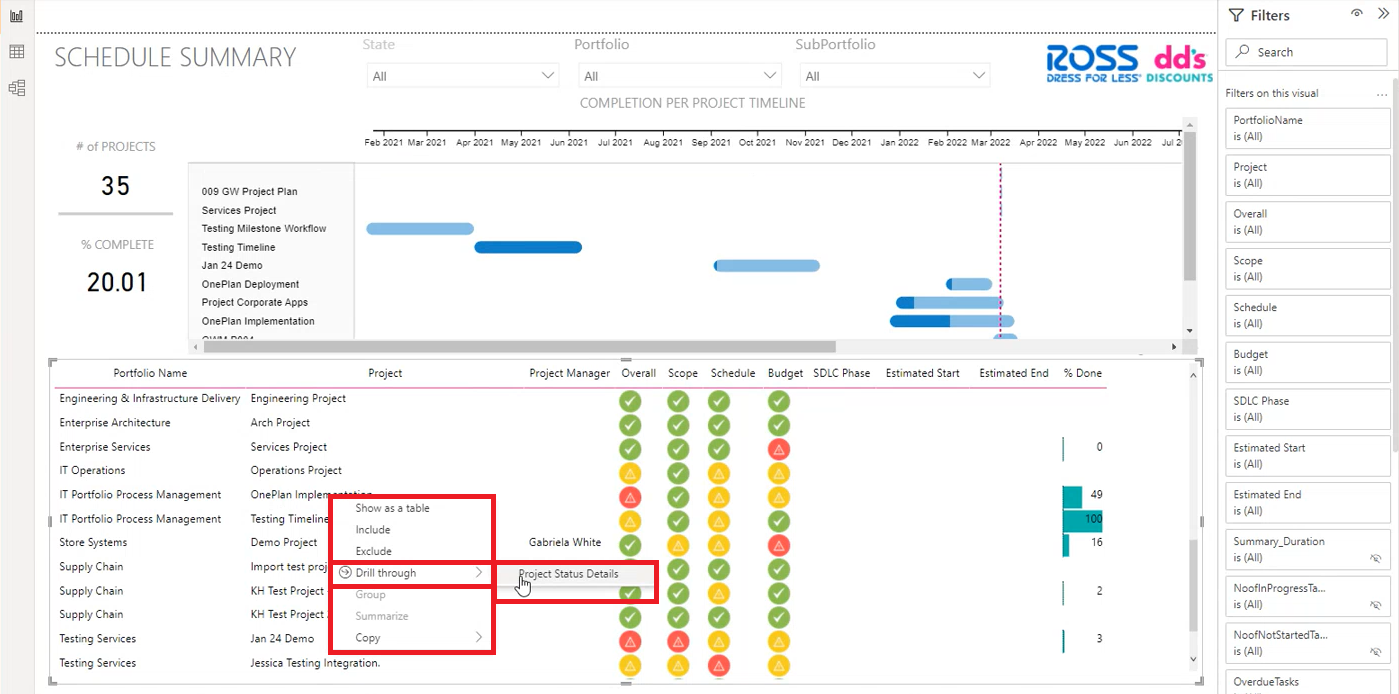 SCHEDULE SUMMARY
State
Portfolio
SubPortfolio
All
All
All
ROSS
DRESS FOR LESS®
dd's
DISCOUNTS
COMPLETION PER PROJECT TIMELINE
# of PROJECTS
35
% COMPLETE
20.01
Feb 2021 Mar 2021 Apr 2021 May 2021 Jun 2021 Jul 2021 Aug 2021 Sep 2021 Oct 2021 Nov 2021 Dec 2021 Jan 2022 Feb 2022 Mar 2022 Apr 2022 May 2022 Jun 2022 Jul 2
009 GW Project Plan
Services Project
Testing Milestone Workflow
Testing Timeline
Jan 24 Demo
OnePlan Deployment
Project Corporate Apps
OnePlan Implementation
Portfolio Name Project Project Manager Overall Scope Schedule Budget SDLC Phase Estimated Start Estimated End % Done
Engineering & Infrastructure Delivery Engineering Project
Enterprise Architecture Arch Project
Enterprise Services Services Project 0
IT Operations Operations Project
IT Portfolio Process Management OnePlan Implementation 49
IT Portfolio Process Management Testing Timeline 100
Store Systems Demo Project Gabriela White 16
Supply Chain Import test proj
Supply Chain KH Test Project 2
Supply Chain KH Test Project
Testing Services Jan 24 Demo 3
Testing Services Jessica Testing Integration.
Show as a table
Include
Exclude
Drill through
Group
Summarize
Copy
Project Status Details
Filters
Search
Filters on this visual
...
PortfolioName
is (All)
Project
is (All)
Overall
is (All)
Scope
is (All)
Schedule
is (All)
Budget
is (All)
SDLC Phase
is (All)
Estimated Start
is (All)
Estimated End
is (All)
Summary_Duration
is (All)
NoofInProgressTa...
is (All)
NoofNotStartedTa...
is (All)
OverdueTasks